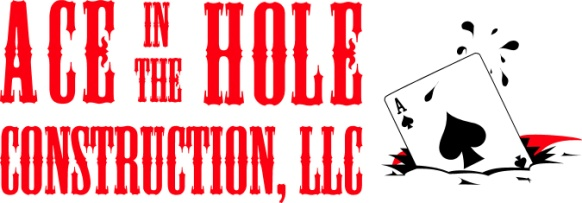 ACE IN THE HOLE
CONSTRUCTION, LLC
A